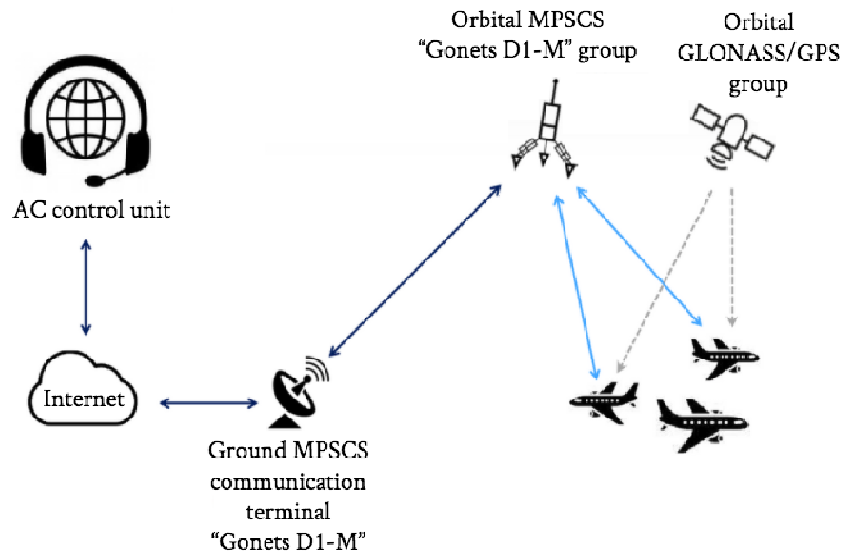 Orbital MPSCS
“Gonets D1-M” group
Orbital
GLONASS/GPS
group
AC control unit
Internet
Ground MPSCS
communication
terminal
“Gonets D1-M”